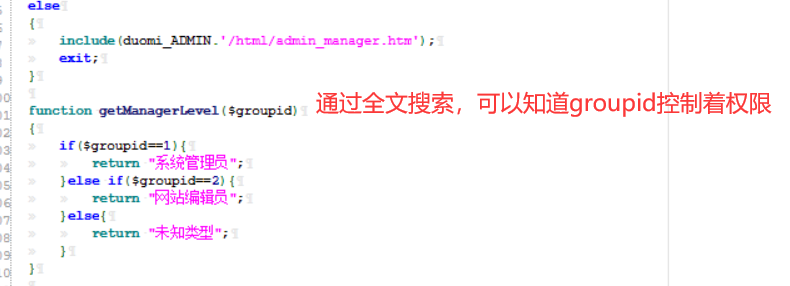 else
{
include(duomi_ADMIN.'/html/admin_manager.htm');
exit;
}
function getManagerLevel($groupid)
通过全文搜索，可以知道groupid控制着权限
{
if($groupid==1){
return "系统管理员";
}else if($groupid==2){
return "网站编辑员";
}else{
return "未知类型";
}
}